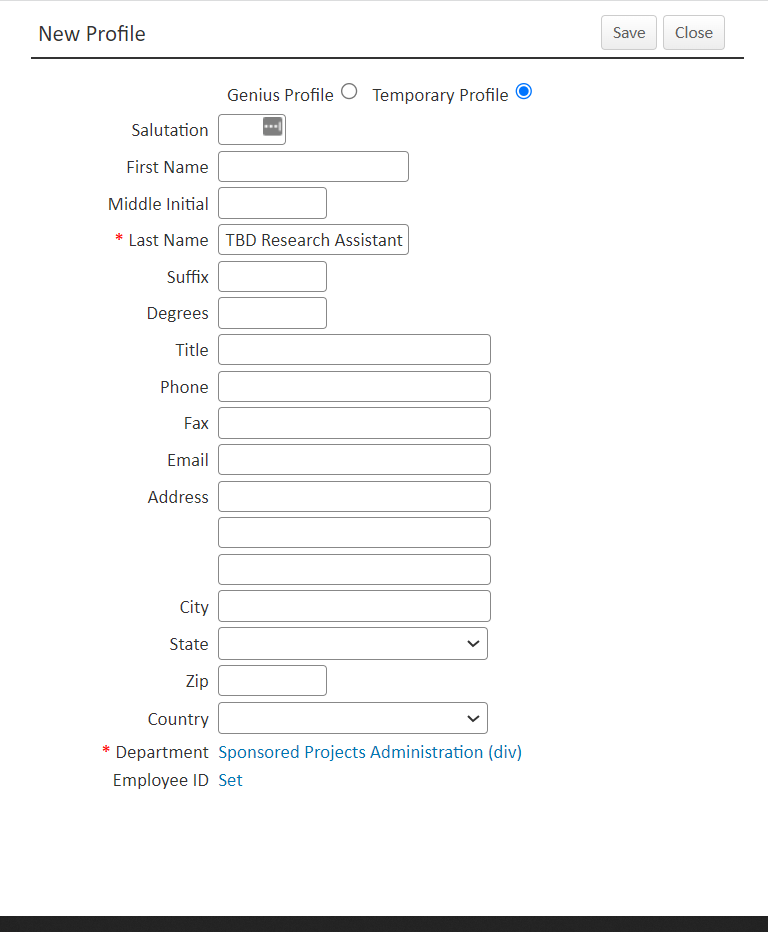 New Profile Save Close
Genius Profile Temporary Profile
Salutation
First Name
Middle Initial
* Last Name TBD Research Assistant
Suffix
Degrees
Title
Phone
Fax
Email
Address
City
State
Zip
Country
* Department Sponsored Projects Administration (div)
Employee ID Set